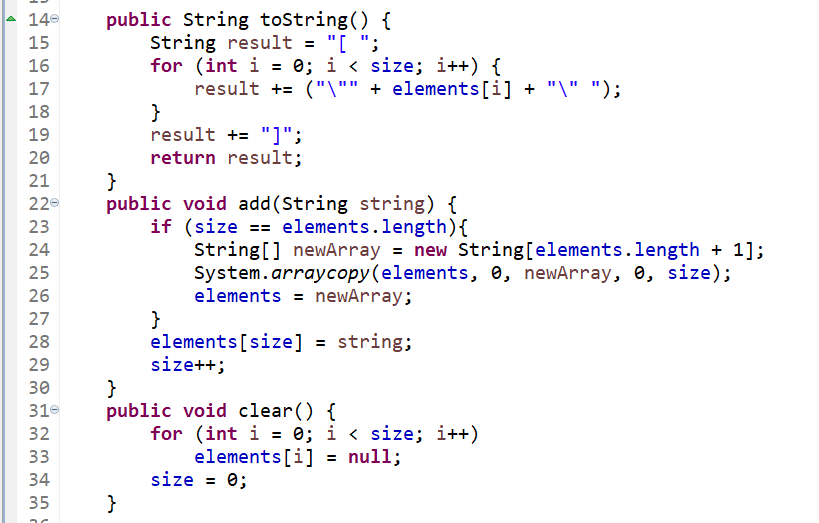 14 public String toString() {
15 String result = "[ ";
16 for (int i = 0; i < size; i++) {
17 result += ("\"" + elements[i] + "\" ");
18 }
19 result += "]";
20 return result;
21 }
22 public void add(String string) {
23 if (size == elements.length){
24 String[] newArray = new String[elements.length + 1];
25 System.arraycopy(elements, 0, newArray, 0, size);
26 elements = newArray;
27 }
28 elements[size] = string;
29 size++;
30 }
31 public void clear() {
32 for (int i = 0; i < size; i++)
33 elements[i] = null;
34 size = 0;
35 }